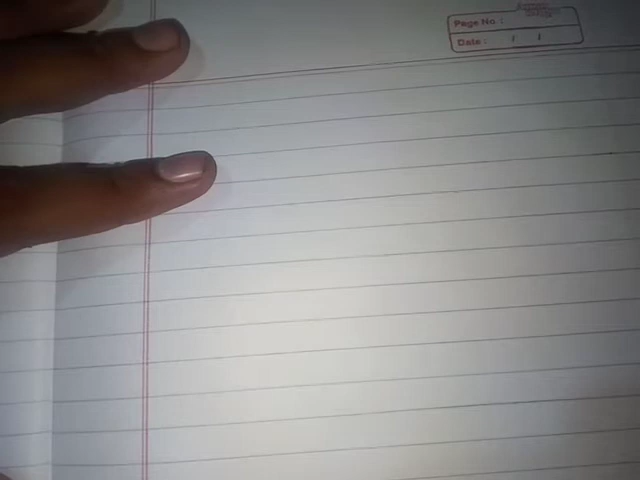 Page No :
Date : / /